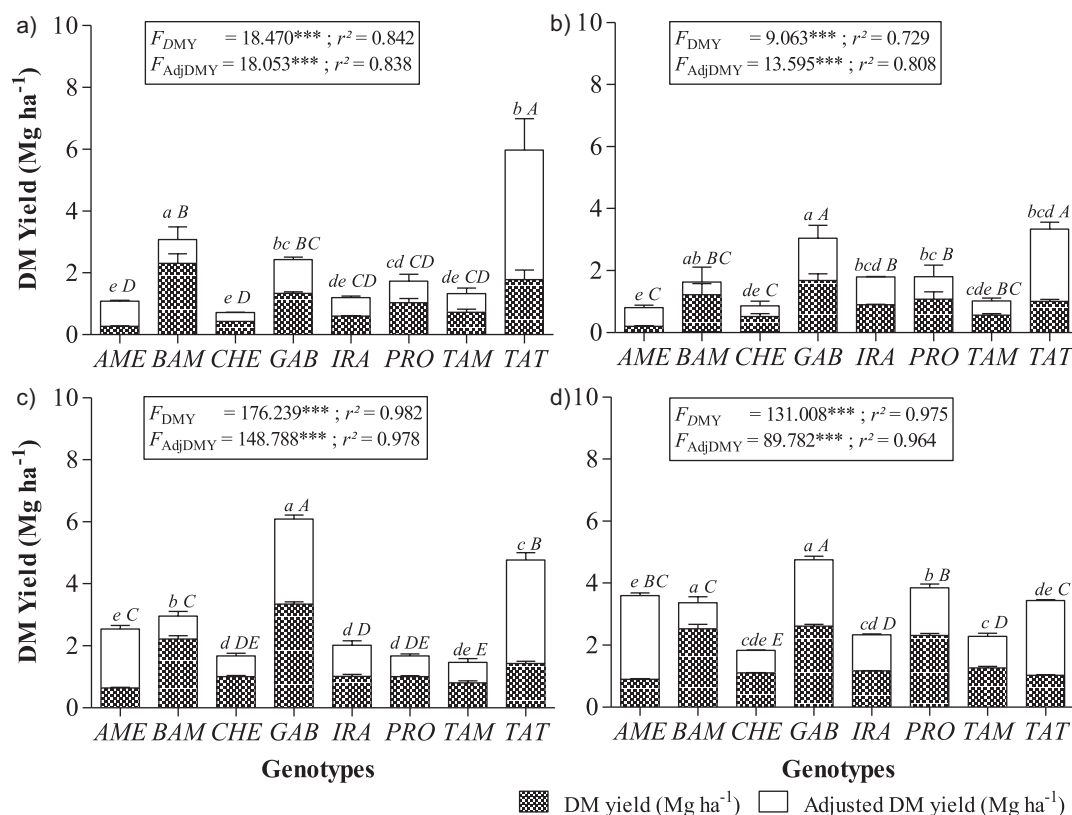 a)
DM Yield (Mg ha⁻¹)
10
8
6
4
2
0
F_DMY = 18.470*** ; r² = 0.842
F_AdjDMY = 18.053*** ; r² = 0.838
e D
a B
e D
bc BC
de CD
cd CD
de CD
b A
AME BAM CHE GAB IRA PRO TAM TAT
b)
10
8
6
4
2
0
F_DMY = 9.063*** ; r² = 0.729
F_AdjDMY = 13.595*** ; r² = 0.808
e C
ab BC
de C
a A
bcd B
bc B
cde BC
bcd A
AME BAM CHE GAB IRA PRO TAM TAT
c)
DM Yield (Mg ha⁻¹)
10
8
6
4
2
0
F_DMY = 176.239*** ; r² = 0.982
F_AdjDMY = 148.788*** ; r² = 0.978
e C
b C
d DE
a A
d D
d DE
de E
c B
AME BAM CHE GAB IRA PRO TAM TAT
Genotypes
d)
10
8
6
4
2
0
F_DMY = 131.008*** ; r² = 0.975
F_AdjDMY = 89.782*** ; r² = 0.964
e BC
a C
cde E
a A
cd D
b B
c D
de C
AME BAM CHE GAB IRA PRO TAM TAT
Genotypes
DM yield (Mg ha⁻¹) Adjusted DM yield (Mg ha⁻¹)